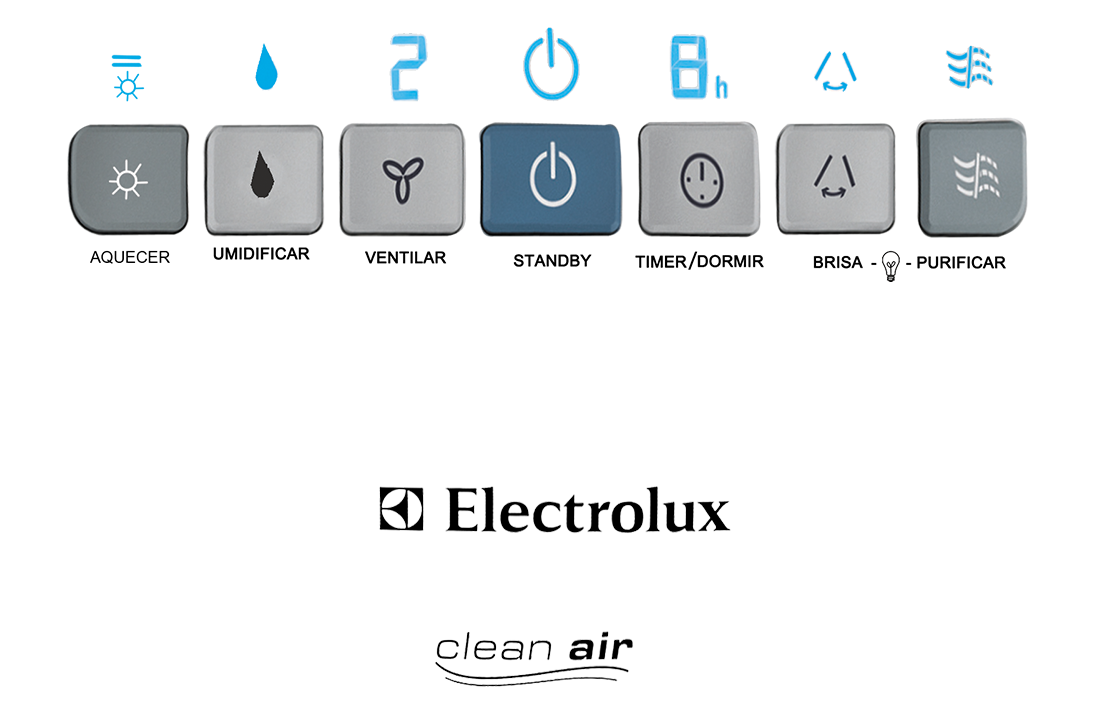 2 8h
AQUECER UMIDIFICAR VENTILAR STANDBY TIMER/DORMIR BRISA - - PURIFICAR
Electrolux
clean air